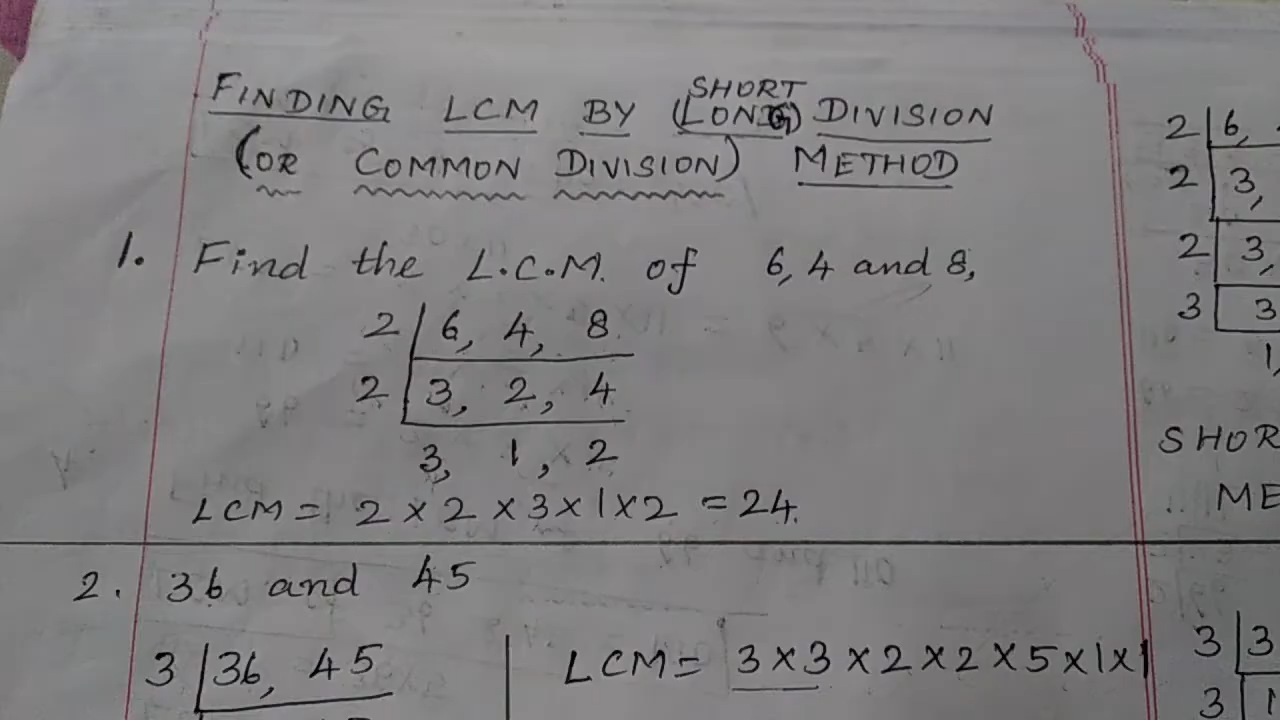 SHORT
FINDING LCM BY (LONG) DIVISION
(OR COMMON DIVISION) METHOD
1. Find the L.C.M. of 6, 4 and 8,
2 6, 4, 8
2 3, 2, 4
3, 1, 2
LCM = 2 × 2 × 3 × 1 × 2 = 24.
2. 36 and 45
3 36, 45
LCM = 3 × 3 × 2 × 2 × 5 × 1 × 1
2 6,
2 3,
2 3,
3 3
1,
SHOR
ME
3 3
3 1